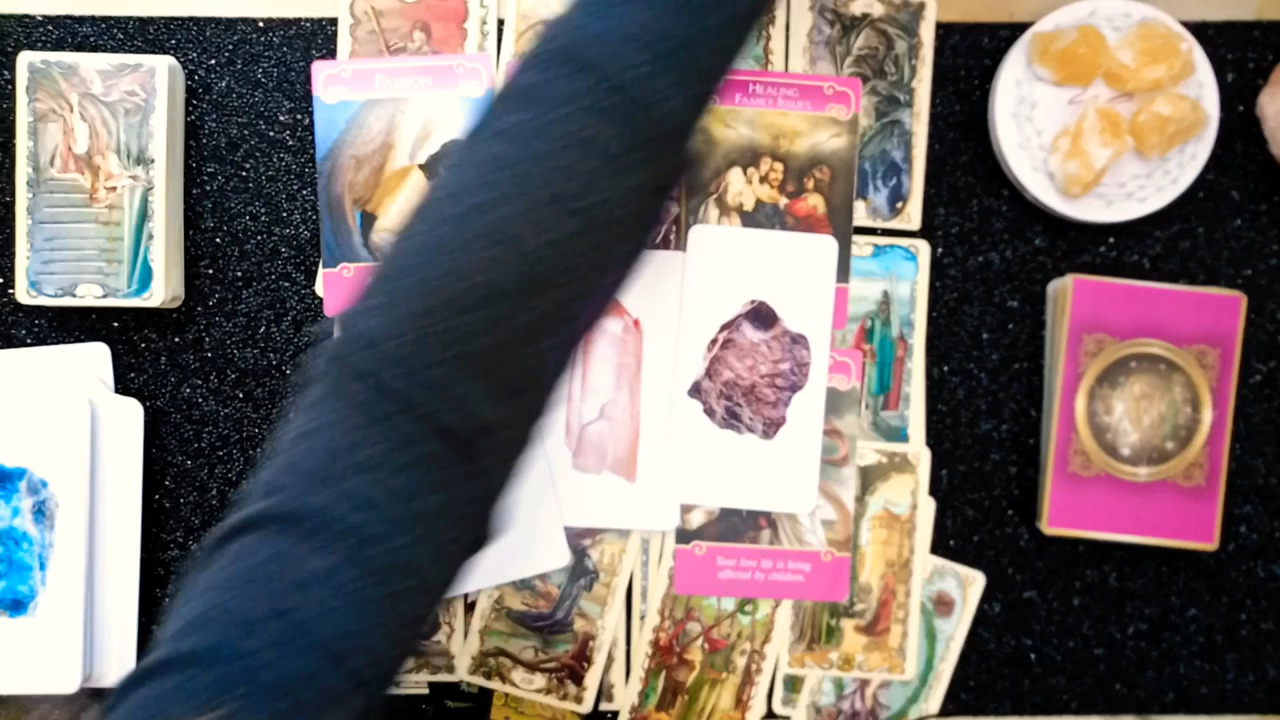 PASSION
HEALING
FAMILY ISSUES
Your love life is being
affected by children.